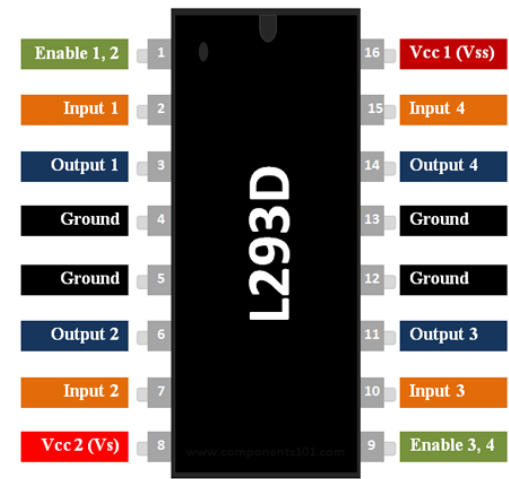 Enable 1, 2 1 16 Vcc 1 (Vss)
Input 1 2 15 Input 4
Output 1 3 14 Output 4
Ground 4 13 Ground
L293D
Ground 5 12 Ground
Output 2 6 11 Output 3
Input 2 7 10 Input 3
Vcc 2 (Vs) 8 9 Enable 3, 4
www.components101.com